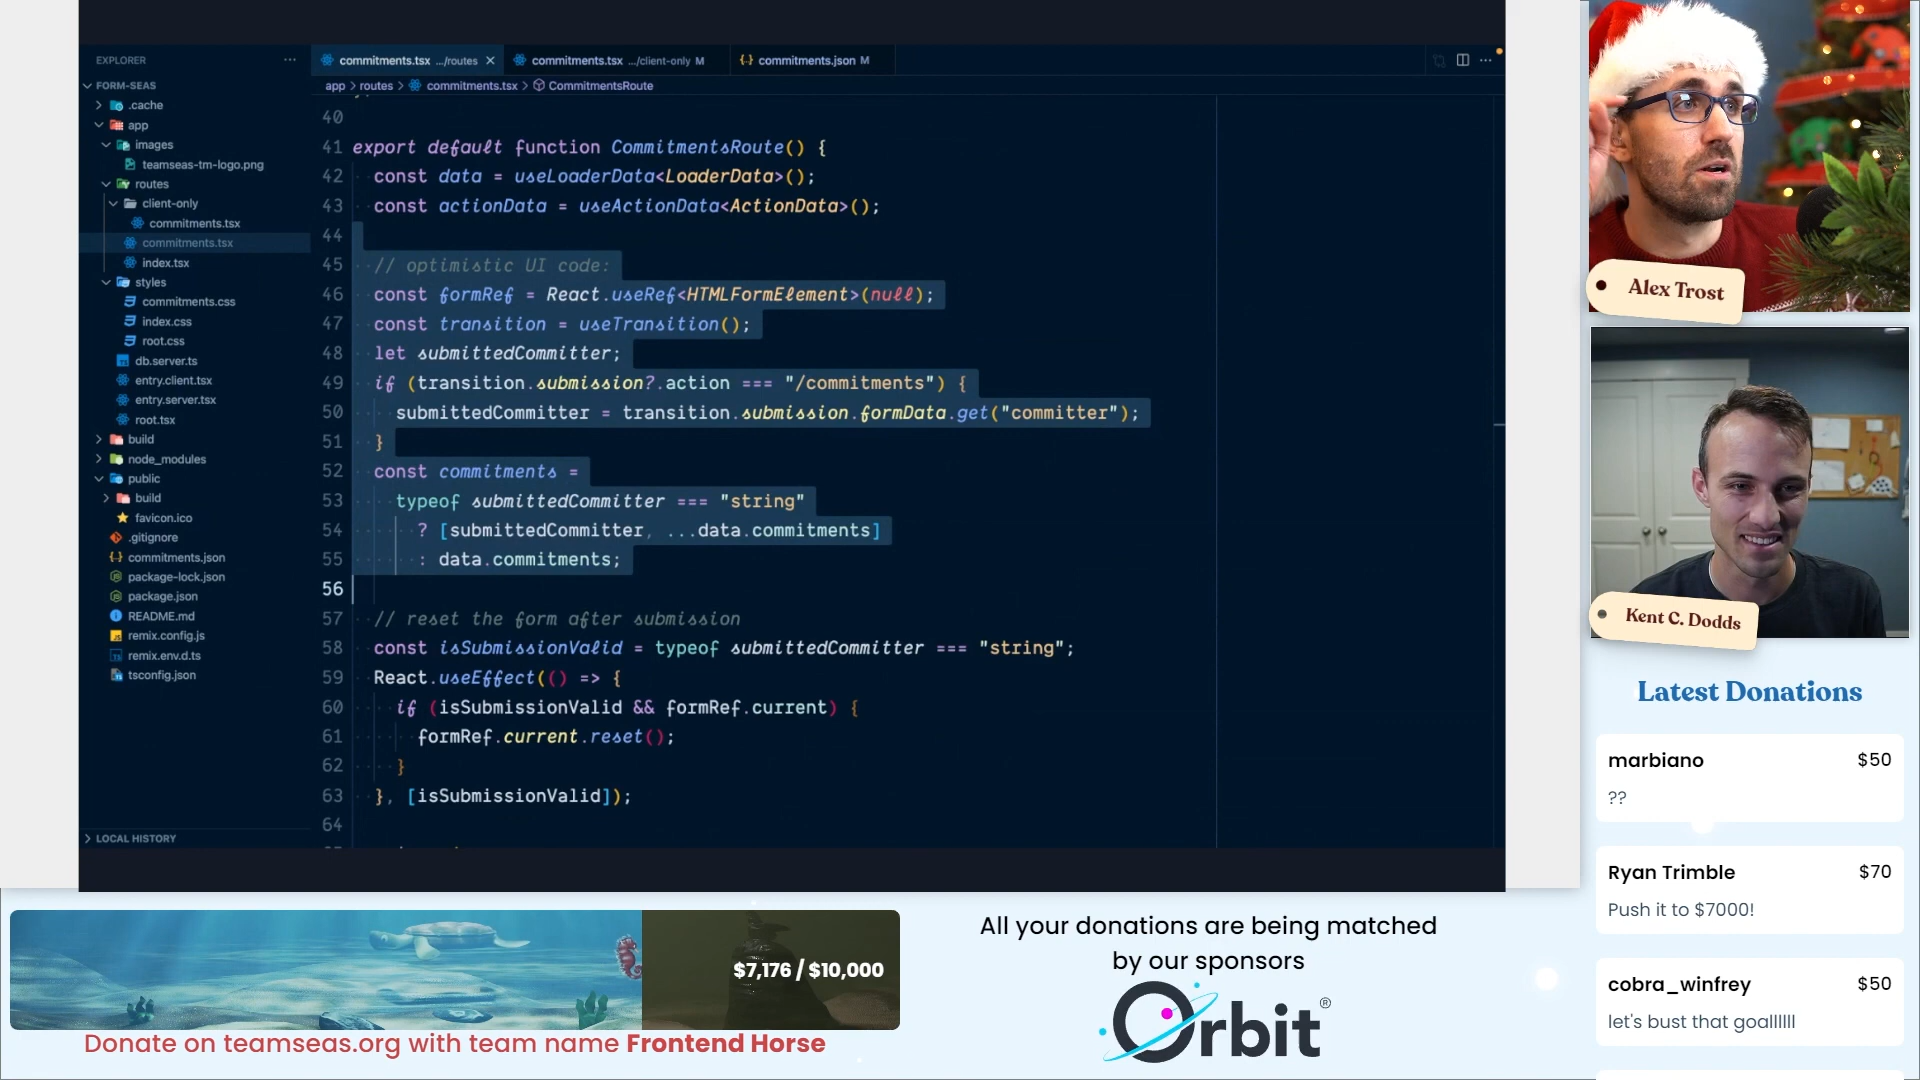 EXPLORER
FORM-SEAS
.cache
app
images
teamseas-tm-logo.png
routes
client-only
commitments.tsx
commitments.tsx
index.tsx
styles
commitments.css
index.css
root.css
db.server.ts
entry.client.tsx
entry.server.tsx
root.tsx
build
node_modules
public
build
favicon.ico
.gitignore
commitments.json
package-lock.json
package.json
README.md
remix.config.js
remix.env.d.ts
tsconfig.json
LOCAL HISTORY
commitments.tsx .../routes
commitments.tsx .../client-only M
commitments.json M
app > routes > commitments.tsx > CommitmentsRoute
40
41 export default function CommitmentsRoute() {
42 const data = useLoaderData<LoaderData>();
43 const actionData = useActionData<ActionData>();
44
45 // optimistic UI code:
46 const formRef = React.useRef<HTMLFormElement>(null);
47 const transition = useTransition();
48 let submittedCommitter;
49 if (transition.submission?.action === "/commitments") {
50 submittedCommitter = transition.submission.formData.get("committer");
51 }
52 const commitments =
53 typeof submittedCommitter === "string"
54 ? [submittedCommitter, ...data.commitments]
55 : data.commitments;
56
57 // reset the form after submission
58 const isSubmissionValid = typeof submittedCommitter === "string";
59 React.useEffect(() => {
60 if (isSubmissionValid && formRef.current) {
61 formRef.current.reset();
62 }
63 }, [isSubmissionValid]);
64
Alex Trost
Kent C. Dodds
Latest Donations
marbiano $50
??
Ryan Trimble $70
Push it to $7000!
cobra_winfrey $50
let's bust that goallllll
$7,176 / $10,000
Donate on teamseas.org with team name Frontend Horse
All your donations are being matched
by our sponsors
Orbit®